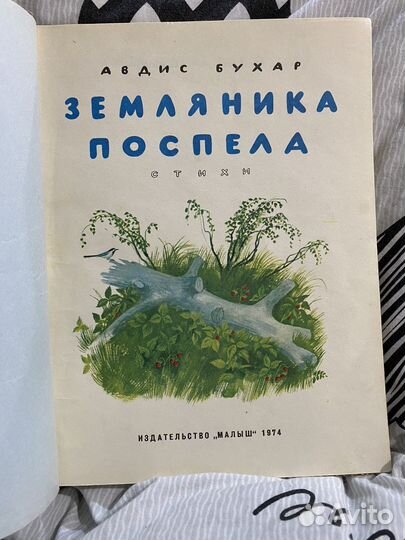 АВДИС БУХАР
ЗЕМЛЯНИКА
ПОСПЕЛА
СТИХИ
ИЗДАТЕЛЬСТВО „МАЛЫШ“ 1974
Avito